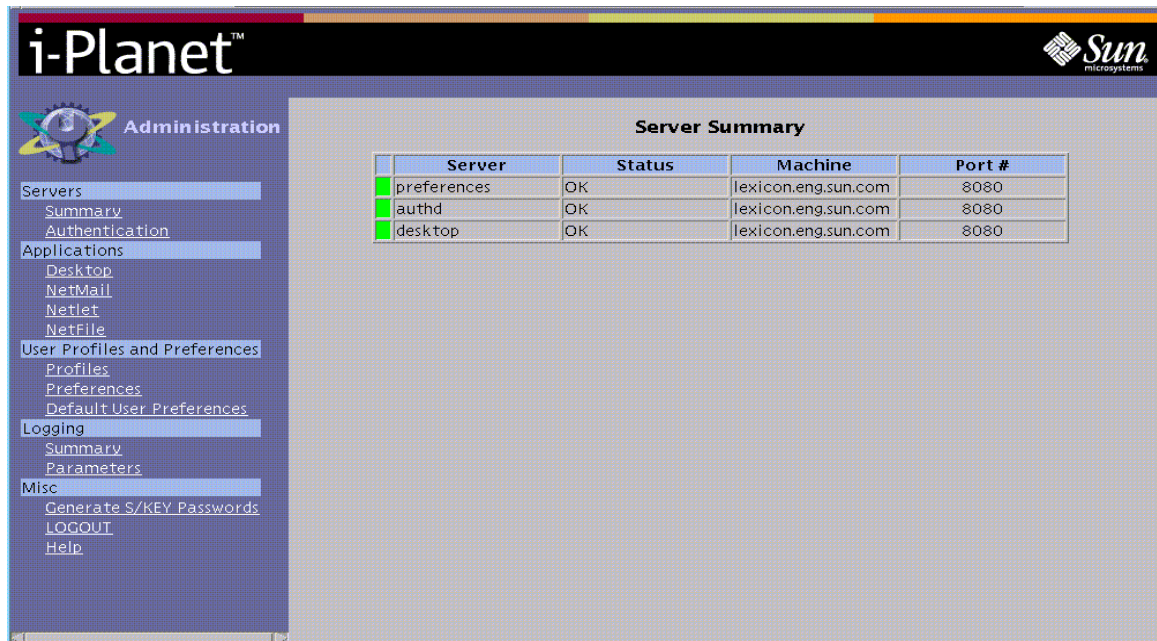 i-Planet™
Sun
microsystems
Administration
Servers
Summary
Authentication
Applications
Desktop
NetMail
Netlet
NetFile
User Profiles and Preferences
Profiles
Preferences
Default User Preferences
Logging
Summary
Parameters
Misc
Generate S/KEY Passwords
LOGOUT
Help
Server Summary
Server Status Machine Port #
preferences OK lexicon.eng.sun.com 8080
authd OK lexicon.eng.sun.com 8080
desktop OK lexicon.eng.sun.com 8080